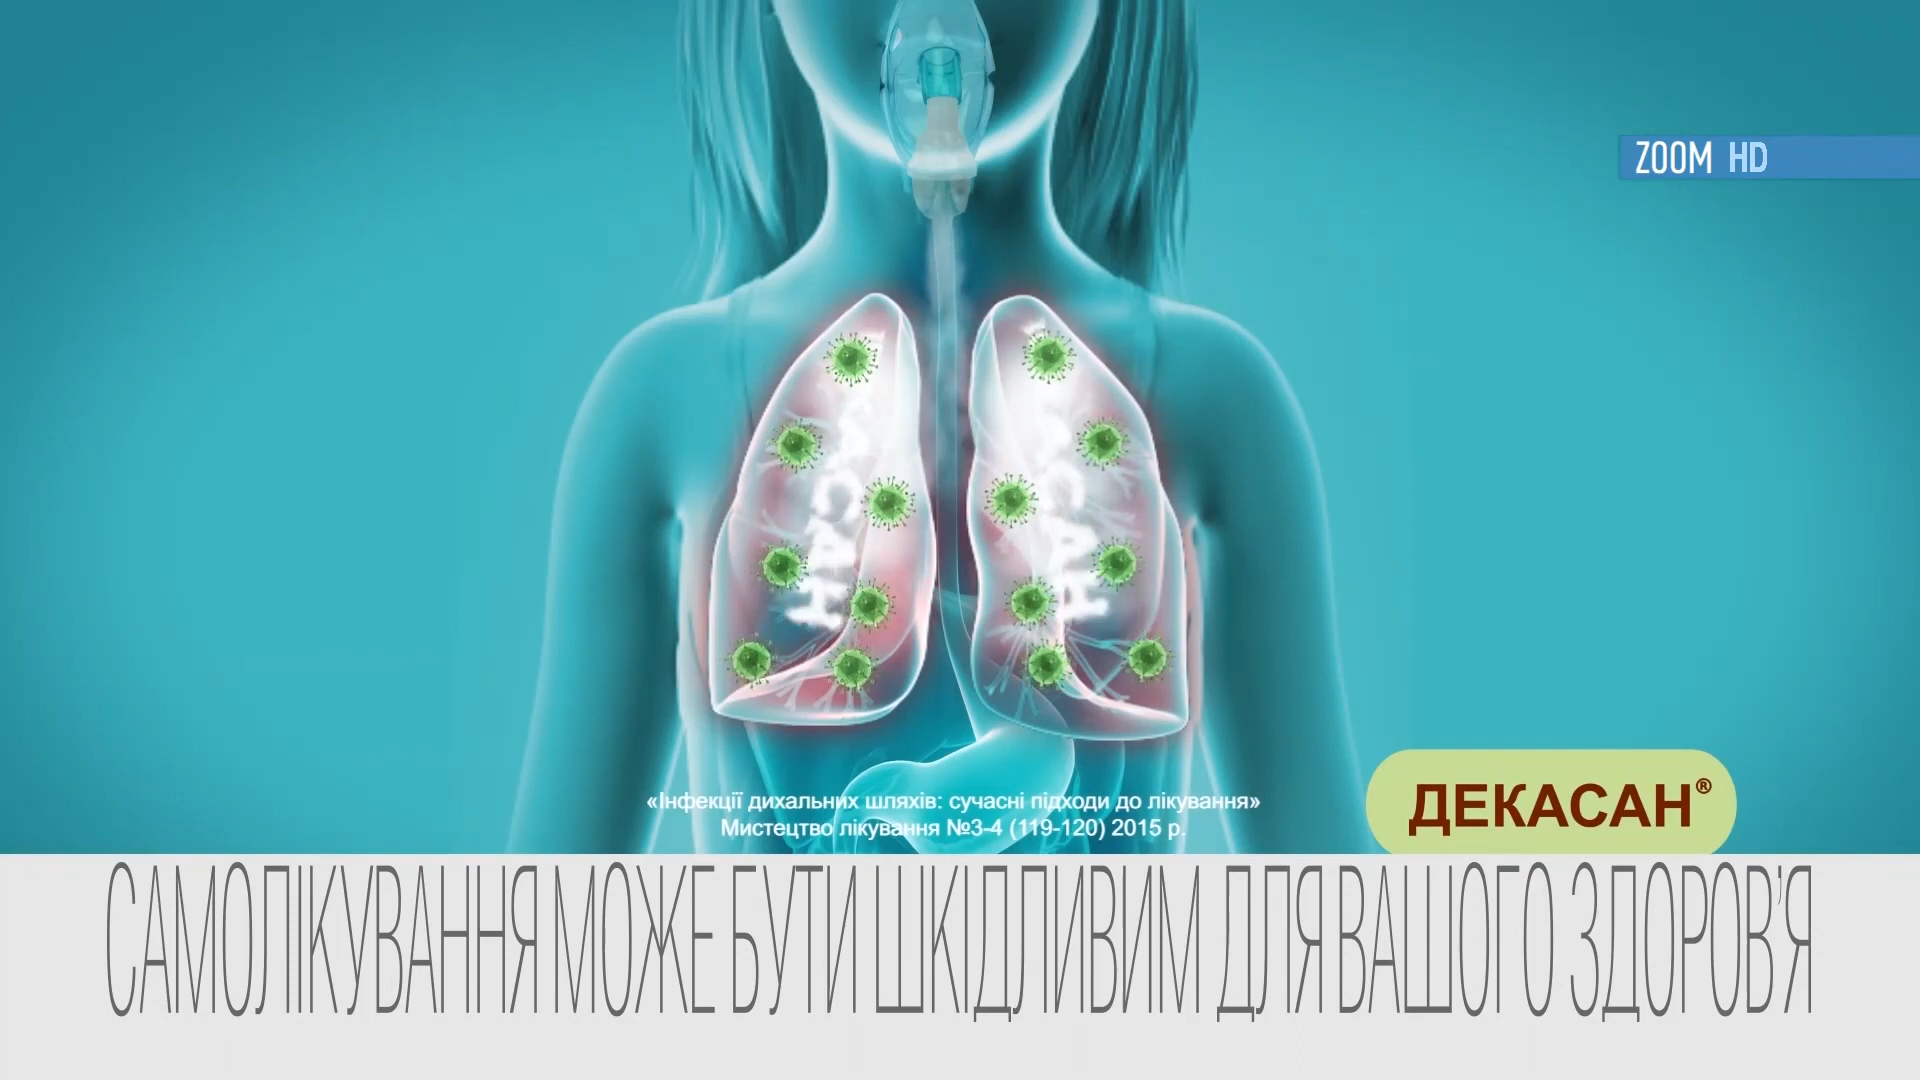 ZOOM HD
«Інфекції дихальних шляхів: сучасні підходи до лікування»
Мистецтво лікування №3-4 (119-120) 2015 р.
ДЕКАСАН®
САМОЛІКУВАННЯ МОЖЕ БУТИ ШКІДЛИВИМ ДЛЯ ВАШОГО ЗДОРОВ'Я